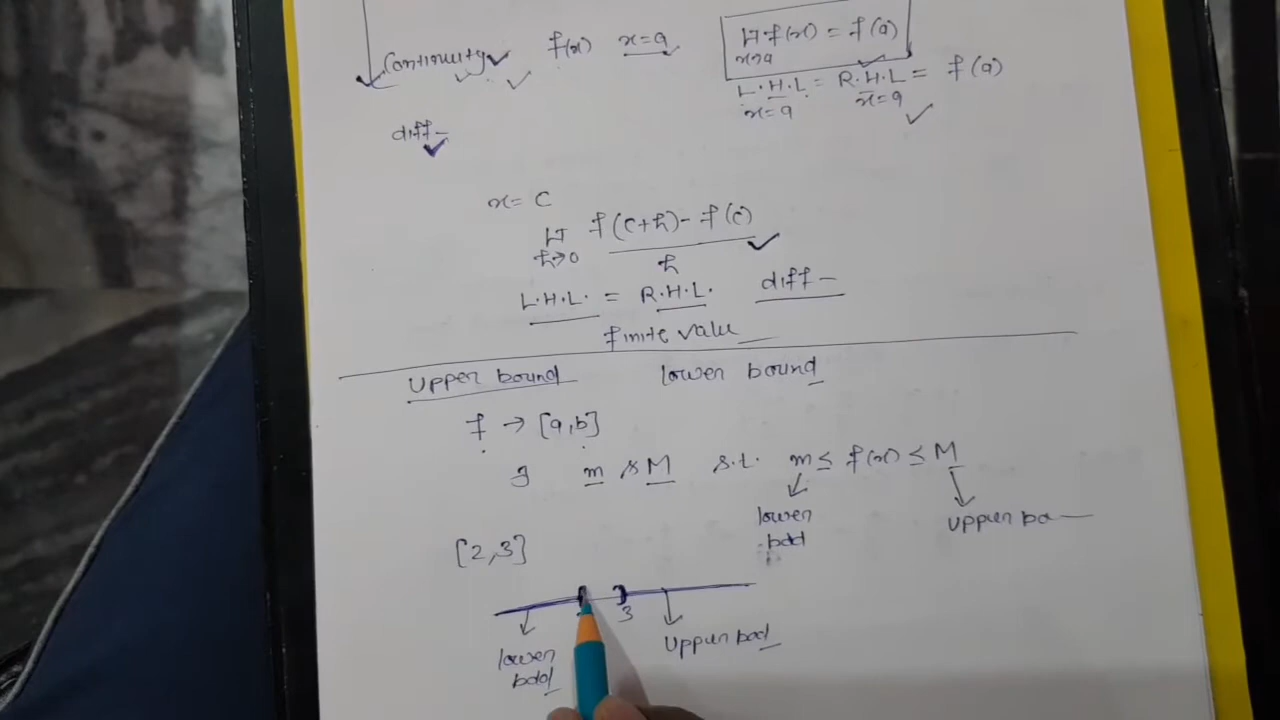 Continuity f(x) x=a
Lt f(x) = f(a)
x→a
L.H.L = R.H.L = f(a)
x=a x=a
diff-
x= C
Lt f(c+h)- f(c)
h→0 h
L.H.L. = R.H.L. diff-
finite value
Upper bound lower bound
f → [a,b]
∃ m & M s.t. m ≤ f(x) ≤ M
lower
bdd
upper bo
[2,3]
3
lower
bdd
upper bdd